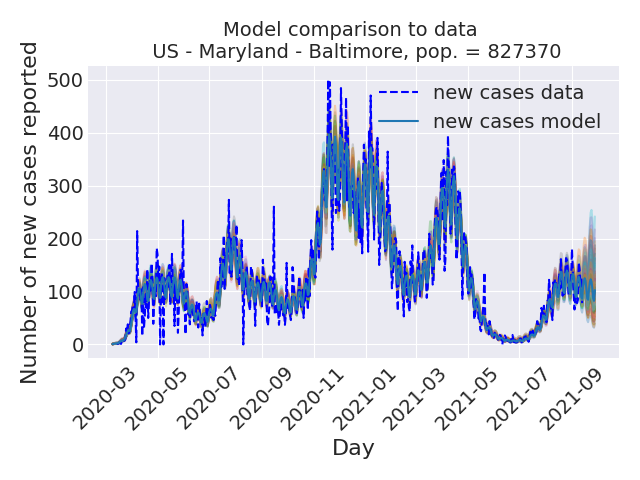 Model comparison to data
US - Maryland - Baltimore, pop. = 827370
Number of new cases reported
500
400
300
200
100
0
new cases data
new cases model
2020-03
2020-05
2020-07
2020-09
2020-11
2021-01
2021-03
2021-05
2021-07
2021-09
Day